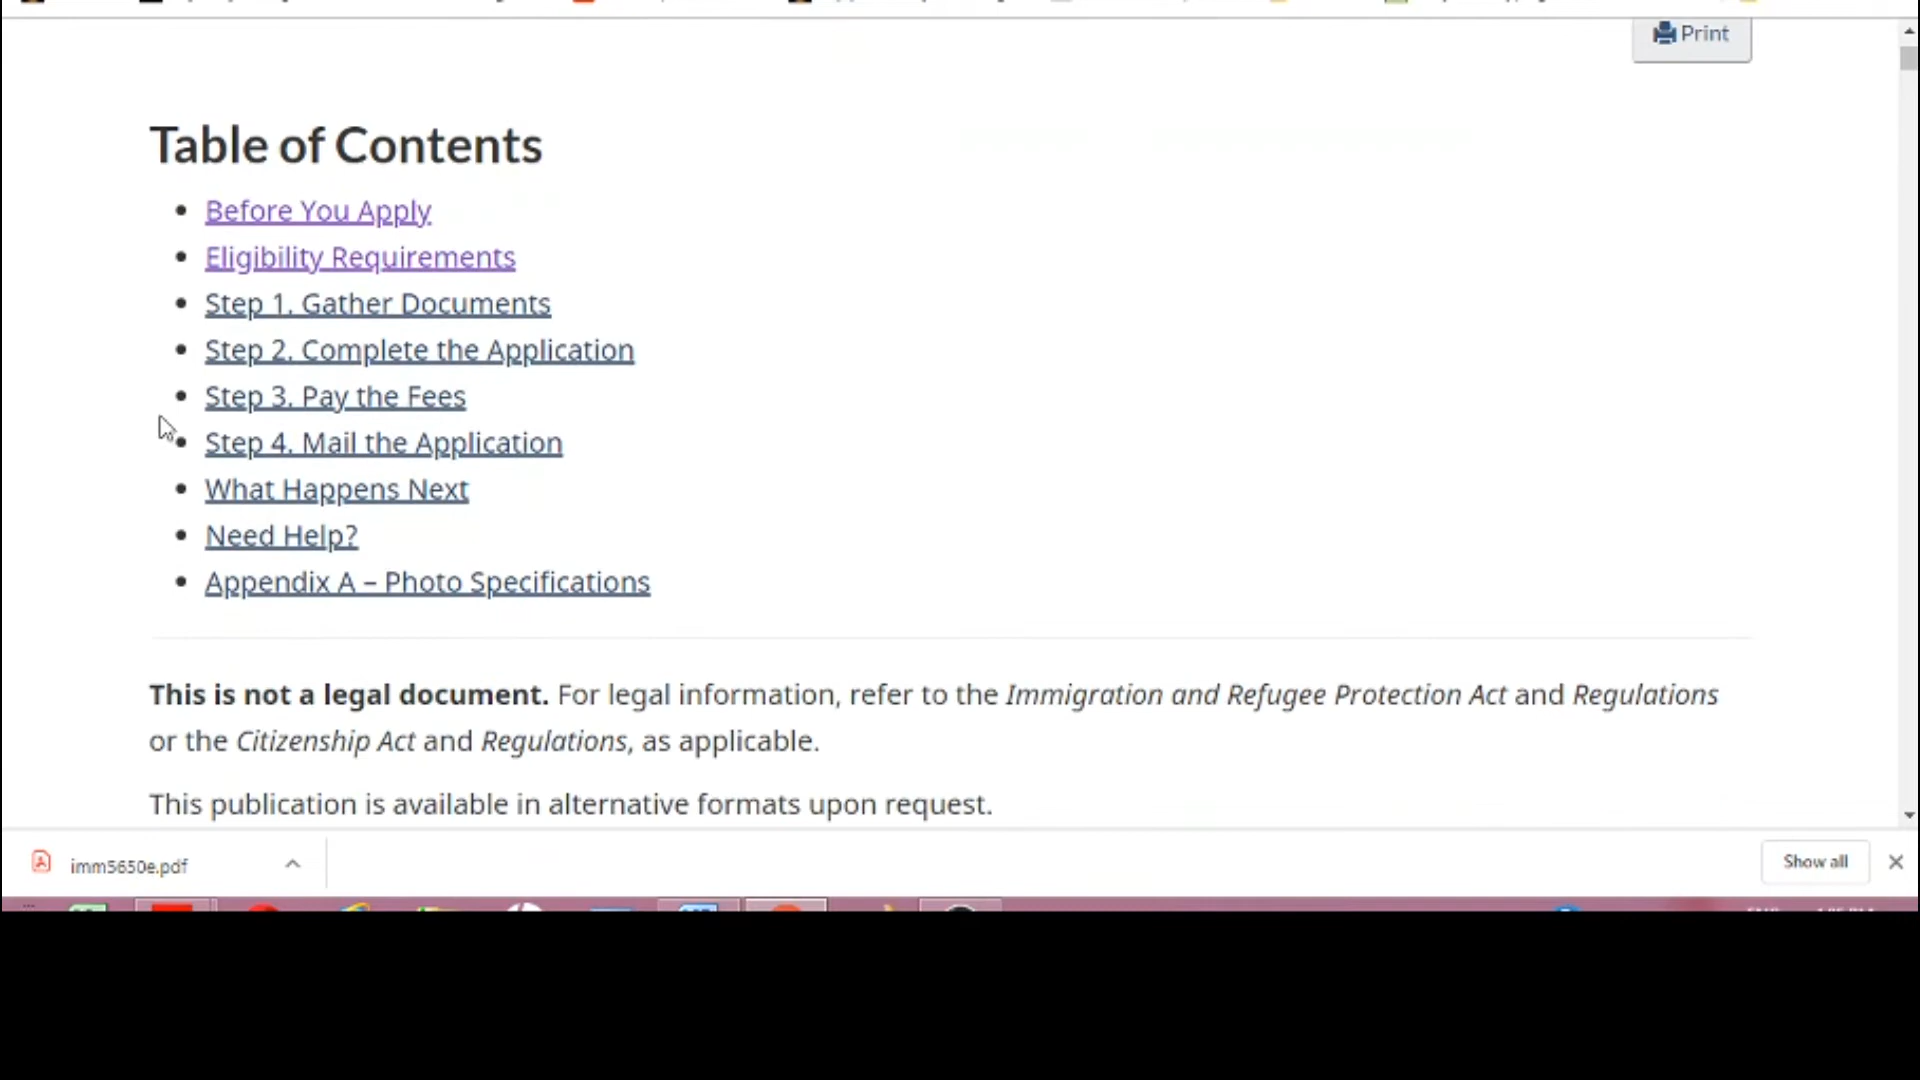 Print
Table of Contents
Before You Apply
Eligibility Requirements
Step 1. Gather Documents
Step 2. Complete the Application
Step 3. Pay the Fees
Step 4. Mail the Application
What Happens Next
Need Help?
Appendix A – Photo Specifications
This is not a legal document. For legal information, refer to the Immigration and Refugee Protection Act and Regulations
or the Citizenship Act and Regulations, as applicable.
This publication is available in alternative formats upon request.
imm5650e.pdf
Show all